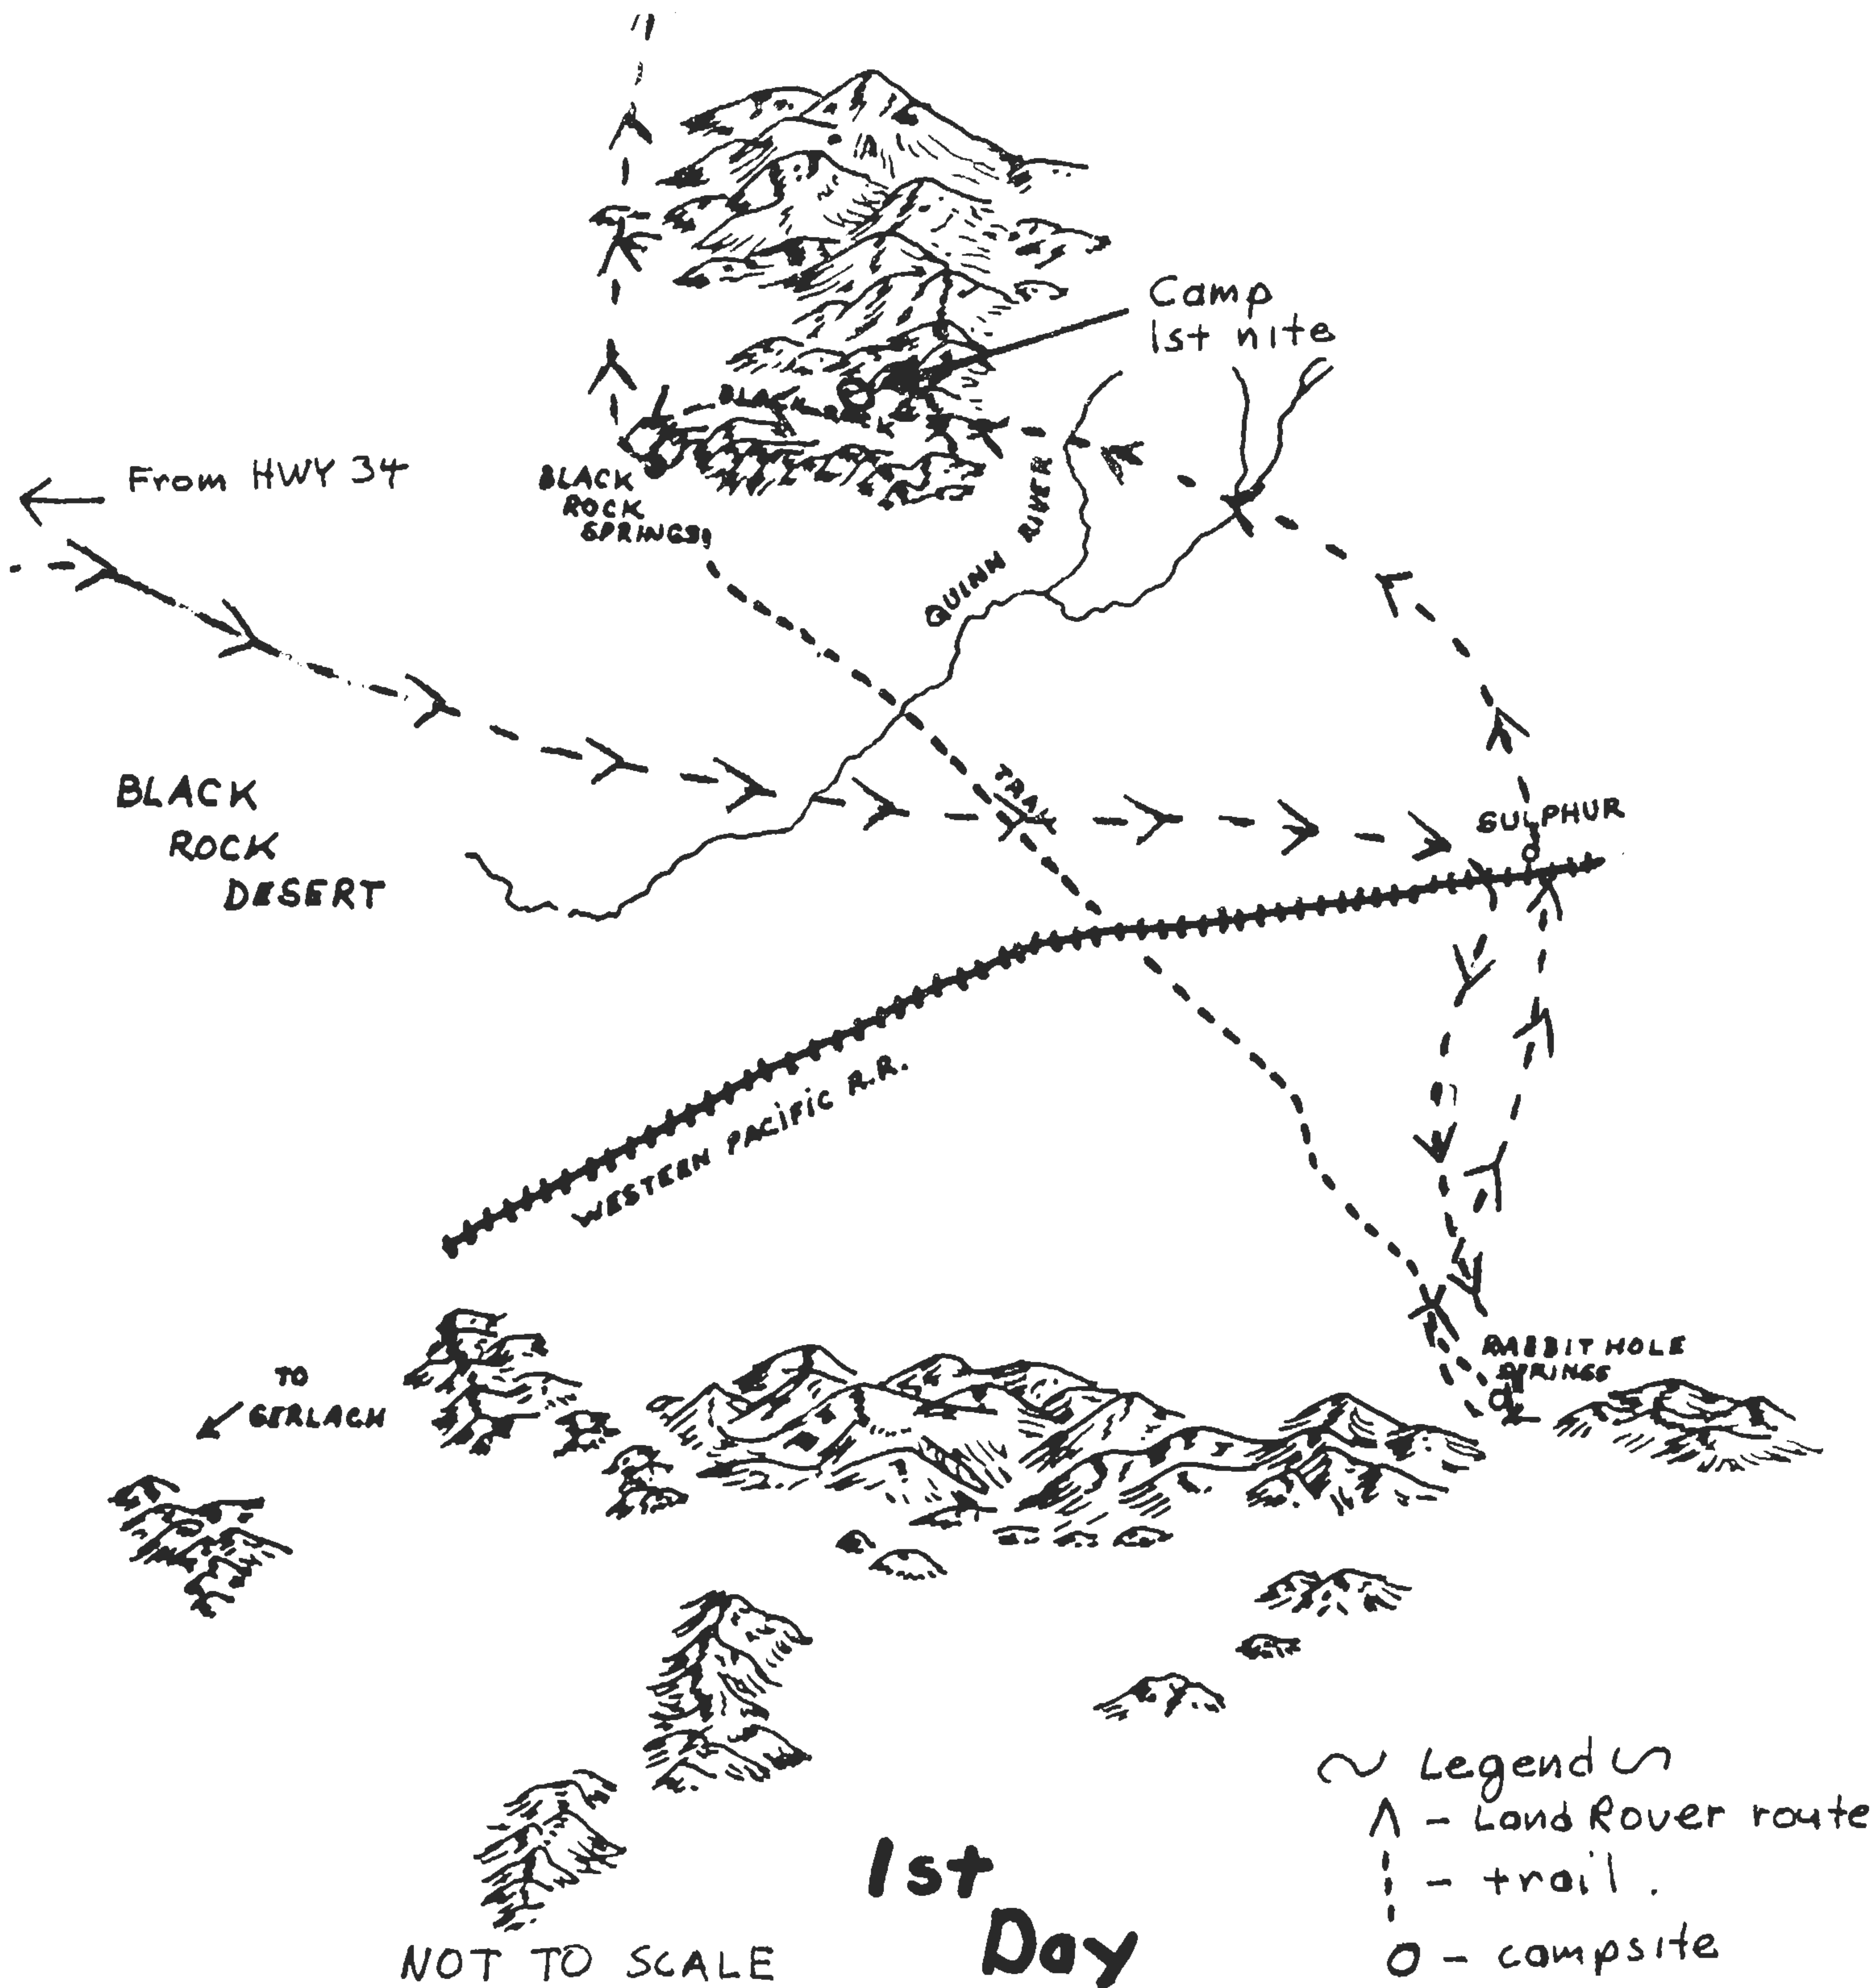 Camp
1st nite
From HWY 34
BLACK
ROCK
SPRINGS
QUINN RIVER
BLACK
ROCK
DESERT
SULPHUR
WESTERN PACIFIC R.R.
RABBIT HOLE
SPRINGS
TO
GERLACH
Legend
Λ - Land Rover route
¦ - trail.
O - campsite
1st
Day
NOT TO SCALE